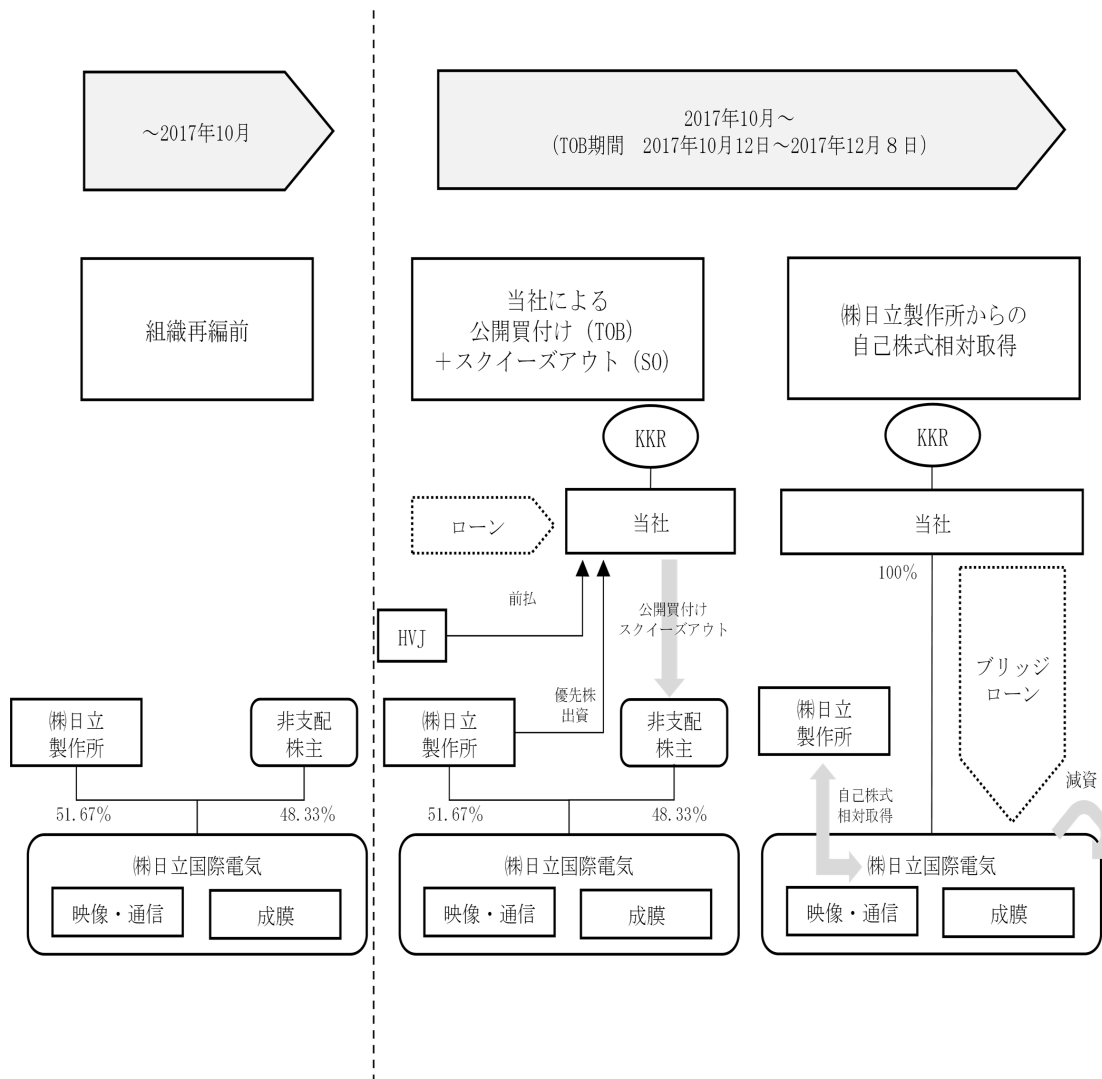 ～2017年10月
2017年10月～
（TOB期間　2017年10月12日～2017年12月８日）
組織再編前
当社による
公開買付け（TOB）
＋スクイーズアウト（SO）
㈱日立製作所からの
自己株式相対取得
KKR
KKR
ローン
当社
当社
100%
前払
公開買付け
スクイーズアウト
HVJ
ブリッジ
ローン
優先株
出資
㈱日立
製作所
非支配
株主
㈱日立
製作所
非支配
株主
㈱日立
製作所
減資
自己株式
相対取得
51.67%
48.33%
51.67%
48.33%
㈱日立国際電気
㈱日立国際電気
㈱日立国際電気
映像・通信
成膜
映像・通信
成膜
映像・通信
成膜